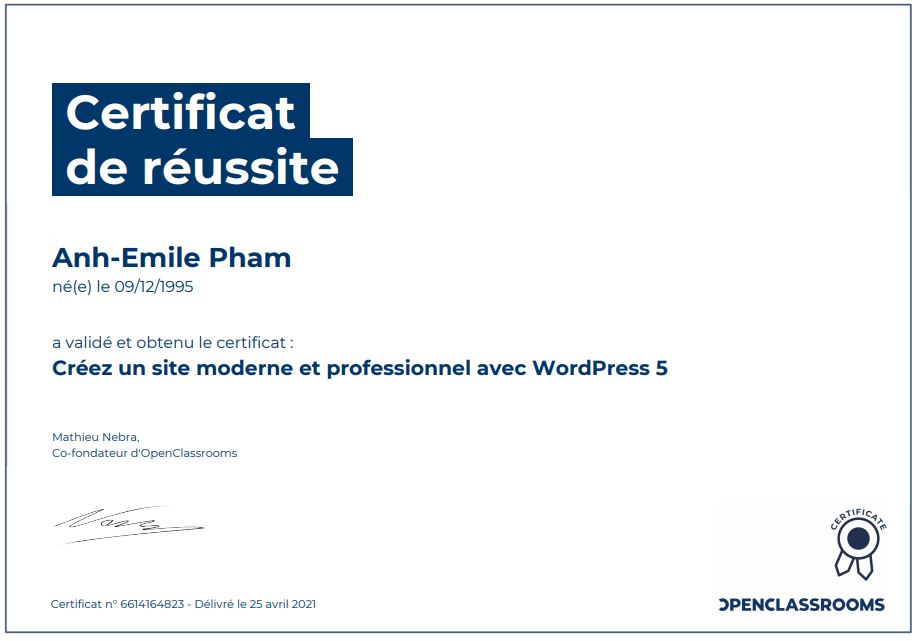 Certificat
de réussite
Anh-Emile Pham
né(e) le 09/12/1995
a validé et obtenu le certificat :
Créez un site moderne et professionnel avec WordPress 5
Mathieu Nebra,
Co-fondateur d'OpenClassrooms
CERTIFICATE
Certificat n° 6614164823 - Délivré le 25 avril 2021
OPENCLASSROOMS